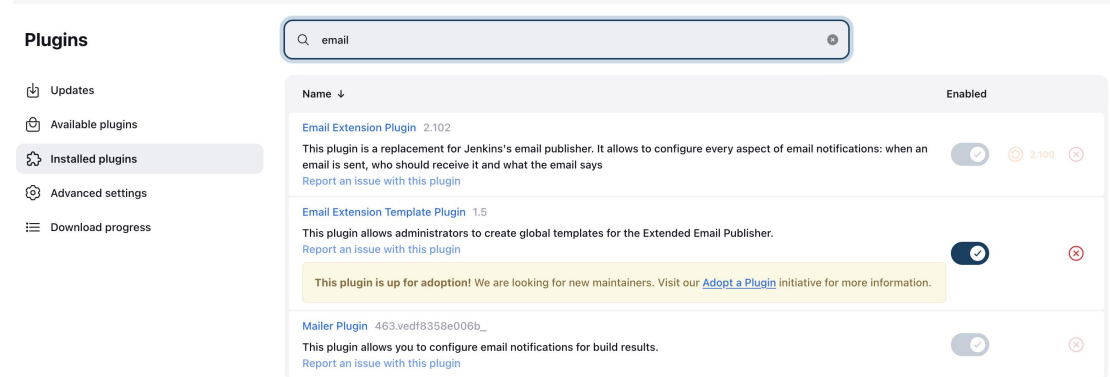 Plugins
email
Updates
Available plugins
Installed plugins
Advanced settings
Download progress
Name ↓ Enabled
Email Extension Plugin 2.102
This plugin is a replacement for Jenkins's email publisher. It allows to configure every aspect of email notifications: when an
email is sent, who should receive it and what the email says
Report an issue with this plugin
2.100
Email Extension Template Plugin 1.5
This plugin allows administrators to create global templates for the Extended Email Publisher.
Report an issue with this plugin
This plugin is up for adoption! We are looking for new maintainers. Visit our Adopt a Plugin initiative for more information.
Mailer Plugin 463.vedf8358e006b_
This plugin allows you to configure email notifications for build results.
Report an issue with this plugin